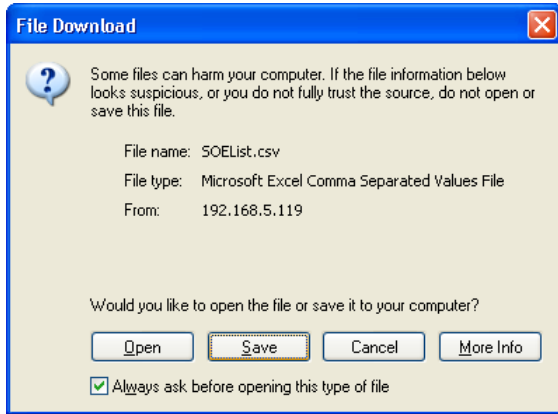 File Download
Some files can harm your computer. If the file information below
looks suspicious, or you do not fully trust the source, do not open or
save this file.
File name: SOEList.csv
File type: Microsoft Excel Comma Separated Values File
From: 192.168.5.119
Would you like to open the file or save it to your computer?
Open Save Cancel More Info
Always ask before opening this type of file